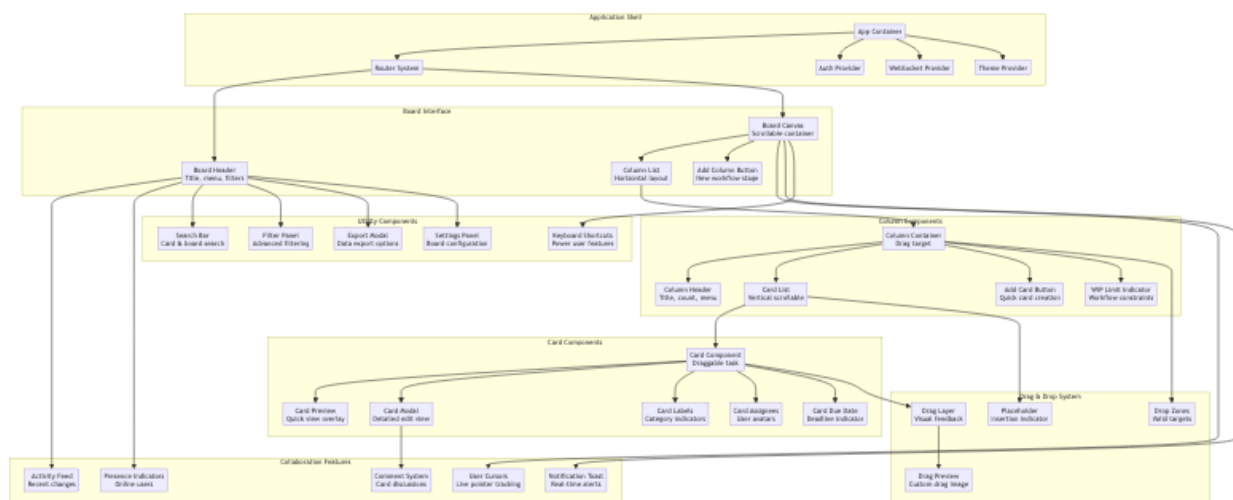 Application Shell
App Container
Router System
Auth Provider
WebSocket Provider
Theme Provider
Board Interface
Board Canvas
Scrollable container
Board Header
Title, menu, filters
Column List
Horizontal layout
Add Column Button
New workflow stage
Utility Components
Search Bar
Card & board search
Filter Panel
Advanced filtering
Export Modal
Data export options
Settings Panel
Board configuration
Keyboard Shortcuts
Power user features
Column Components
Column Container
Drag target
Column Header
Title, count, menu
Card List
Vertical scrollable
Add Card Button
Quick card creation
WIP Limit Indicator
Workflow constraints
Card Components
Card Component
Draggable task
Card Preview
Quick view overlay
Card Modal
Detailed edit view
Card Labels
Category indicators
Card Assignees
User avatars
Card Due Date
Deadline indicator
Drag & Drop System
Drag Layer
Visual feedback
Placeholder
Insertion indicator
Drop Zones
Valid targets
Drag Preview
Custom drag image
Collaboration Features
Activity Feed
Recent changes
Presence Indicators
Online users
Comment System
Card discussions
User Cursors
Live pointer tracking
Notification Toast
Real-time alerts